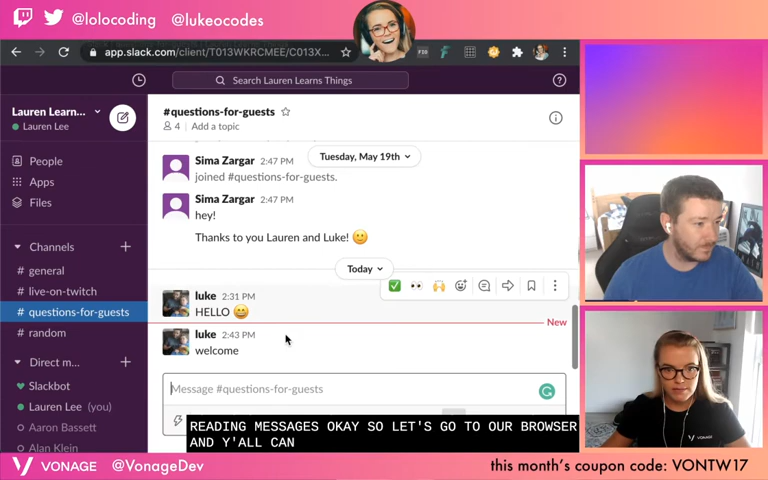 @lolocoding @lukeocodes
app.slack.com/client/T013WKRCMEE/C013X...
Search Lauren Learns Things
Lauren Learn...
Lauren Lee
People
Apps
Files
Channels
# general
# live-on-twitch
# questions-for-guests
# random
Direct m...
Slackbot
Lauren Lee (you)
Aaron Bassett
Alan Klein
#questions-for-guests
4 Add a topic
Tuesday, May 19th
Sima Zargar 2:47 PM
joined #questions-for-guests.
Sima Zargar 2:47 PM
hey!
Thanks to you Lauren and Luke!
Today
luke 2:31 PM
HELLO
New
luke 2:43 PM
welcome
Message #questions-for-guests
READING MESSAGES OKAY SO LET'S GO TO OUR BROWSER
AND Y'ALL CAN
VONAGE
VONAGE @VonageDev this month's coupon code: VONTW17